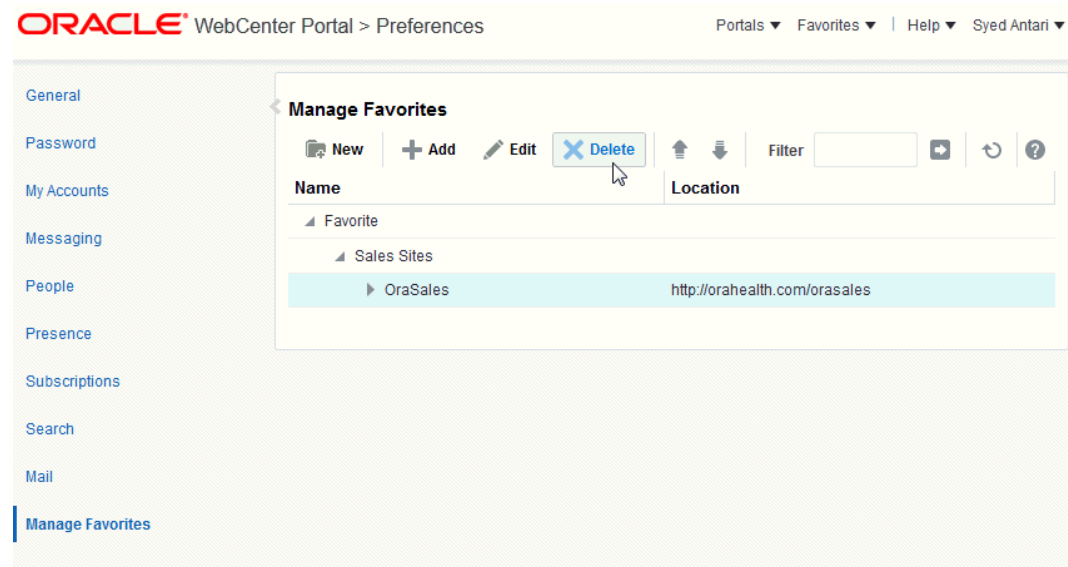 ORACLE WebCenter Portal > Preferences
Portals Favorites Help Syed Antari
General
Password
My Accounts
Messaging
People
Presence
Subscriptions
Search
Mail
Manage Favorites
Manage Favorites
New Add Edit Delete Filter
Name Location
Favorite
Sales Sites
OraSales http://orahealth.com/orasales